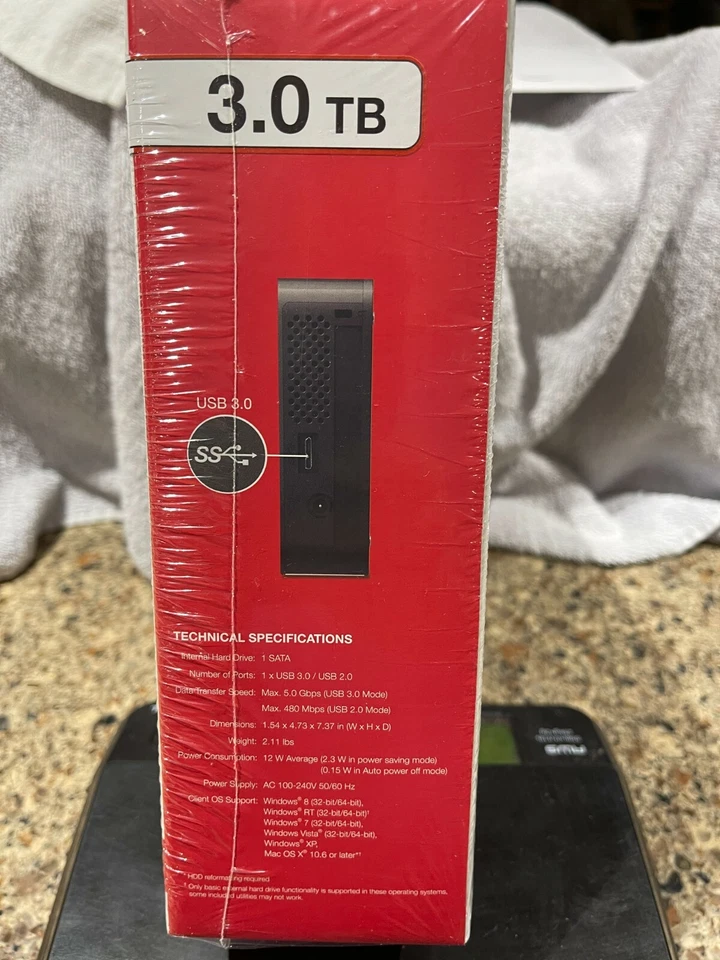 3.0 TB
USB 3.0
SS
TECHNICAL SPECIFICATIONS
Internal Hard Drive: 1 SATA
Number of Ports: 1 x USB 3.0 / USB 2.0
Data Transfer Speed: Max. 5.0 Gbps (USB 3.0 Mode)
Max. 480 Mbps (USB 2.0 Mode)
Dimensions: 1.54 x 4.73 x 7.37 in (W x H x D)
Weight: 2.11 lbs
Power Consumption: 12 W Average (2.3 W in power saving mode)
(0.15 W in Auto power off mode)
Power Supply: AC 100-240V 50/60 Hz
Client OS Support: Windows® 8 (32-bit/64-bit),
Windows® RT (32-bit/64-bit)†
Windows® 7 (32-bit/64-bit),
Windows Vista® (32-bit/64-bit),
Windows® XP,
Mac OS X® 10.6 or later*†
* HDD reformatting required
† Only basic external hard drive functionality is supported in these operating systems,
some included utilities may not work.